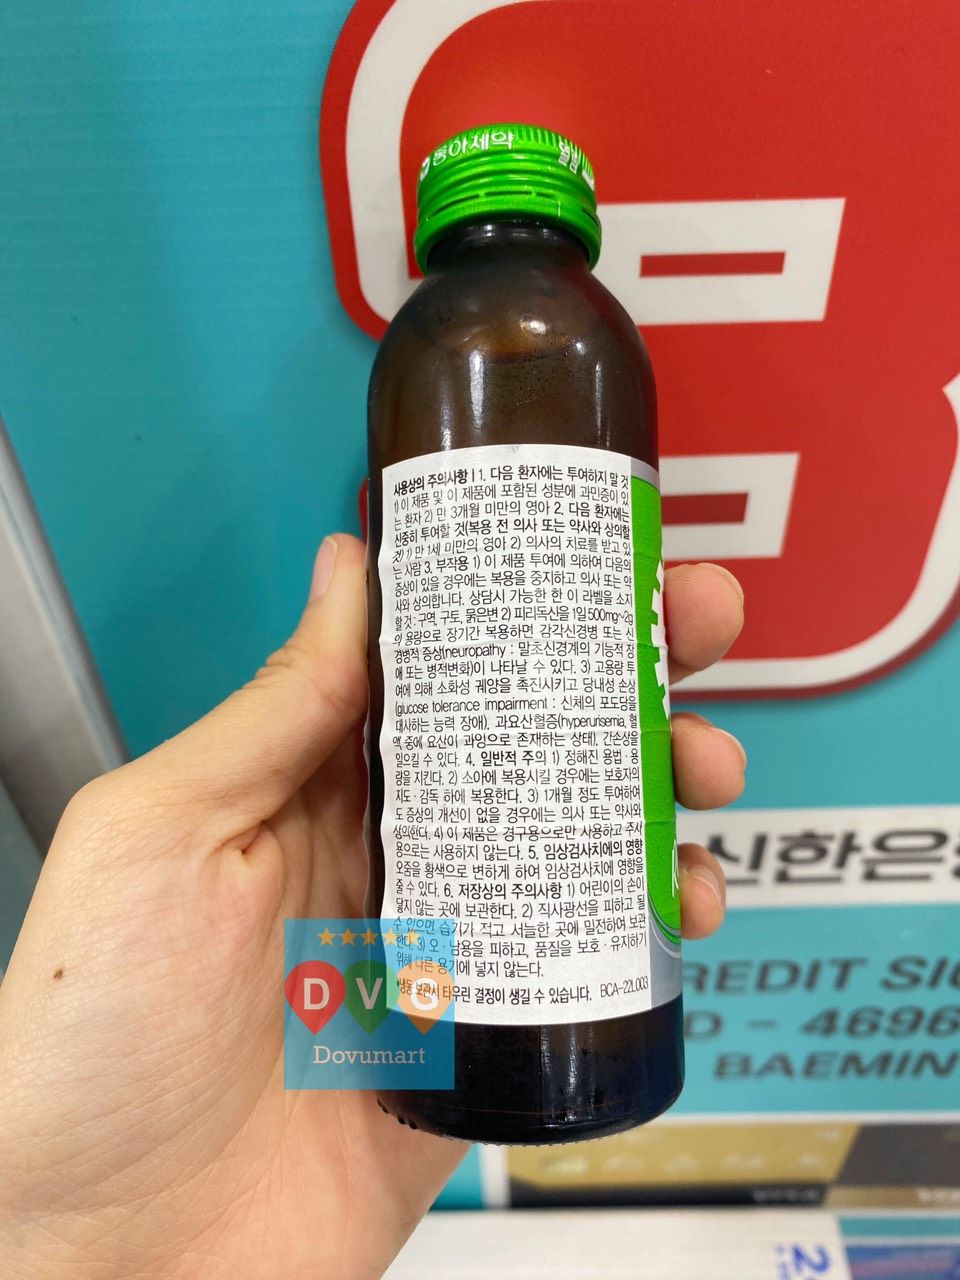 동아제약
사용상의 주의사항 | 1. 다음 환자에는 투여하지 말 것
1) 이 제품 및 이 제품에 포함된 성분에 과민증이 있
는 환자 2) 만 3개월 미만의 영아 2. 다음 환자에는
신중히 투여할 것(복용 전 의사 또는 약사와 상의할
것) 1) 만 1세 미만의 영아 2) 의사의 치료를 받고 있
는 사람 3. 부작용 1) 이 제품 투여에 의하여 다음의
증상이 있을 경우에는 복용을 중지하고 의사 또는 약
사와 상의합니다. 상담시 가능한 한 이 라벨을 소지
할 것 : 구역, 구토, 묽은변 2) 피리독신을 1일 500mg~2g
의 용량으로 장기간 복용하면 감각신경병 또는 신
경병적 증상(neuropathy : 말초신경계의 기능적 장
애 또는 병적변화)이 나타날 수 있다. 3) 고용량 투
여에 의해 소화성 궤양을 촉진시키고 당내성 손상
(glucose tolerance impairment : 신체의 포도당을
대사하는 능력 장애), 과요산혈증(hyperurisemia, 혈
액 중에 요산이 과잉으로 존재하는 상태), 간손상을
일으킬 수 있다. 4. 일반적 주의 1) 정해진 용법·용
량을 지킨다. 2) 소아에 복용시킬 경우에는 보호자의
지도·감독 하에 복용한다. 3) 1개월 정도 투여하여
도 증상의 개선이 없을 경우에는 의사 또는 약사와
상의한다. 4) 이 제품은 경구용으로만 사용하고 주사
용으로는 사용하지 않는다. 5. 임상검사치에의 영향
오줌을 황색으로 변하게 하여 임상검사치에 영향을
줄 수 있다. 6. 저장상의 주의사항 1) 어린이의 손이
닿지 않는 곳에 보관한다. 2) 직사광선을 피하고 될
수 있으면 습기가 적고 서늘한 곳에 밀전하여 보관
한다. 3) 오·남용을 피하고, 품질을 보호·유지하기
위해 다른 용기에 넣지 않는다.
*냉동 보관시 타우린 결정이 생길 수 있습니다. BCA-22L003
DVG
Dovumart
신한은
REDIT
4696
BAEMIN
2